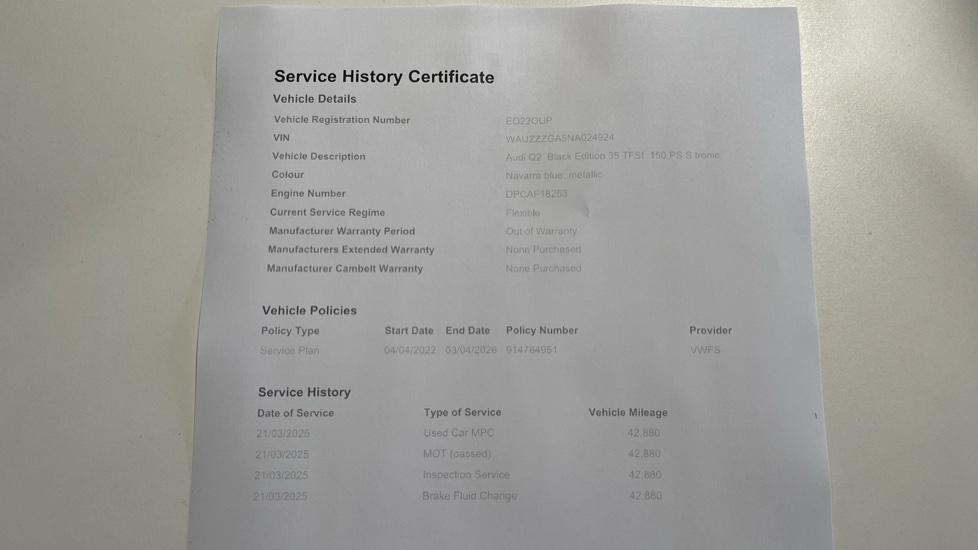 Service History Certificate
Vehicle Details
Vehicle Registration Number EO22OUP
VIN WAUZZZGA5NA024924
Vehicle Description Audi Q2 Black Edition 35 TFSI 150 PS S tronic
Colour Navarra blue, metallic
Engine Number DPCAF18253
Current Service Regime Flexible
Manufacturer Warranty Period Out of Warranty
Manufacturers Extended Warranty None Purchased
Manufacturer Cambelt Warranty None Purchased
Vehicle Policies
Policy Type Start Date End Date Policy Number Provider
Service Plan 04/04/2022 03/04/2026 914764951 VWFS
Service History
Date of Service Type of Service Vehicle Mileage
21/03/2025 Used Car MPC 42,880
21/03/2025 MOT (passed) 42,880
21/03/2025 Inspection Service 42,880
21/03/2025 Brake Fluid Change 42,880